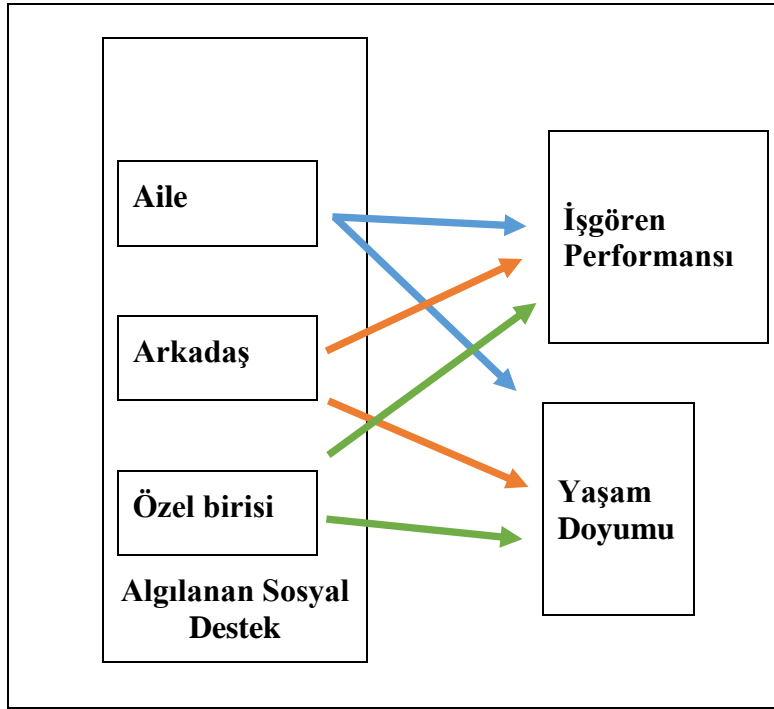 Aile
Arkadaş
Özel birisi
Algılanan Sosyal
Destek
İşgören
Performansı
Yaşam
Doyumu